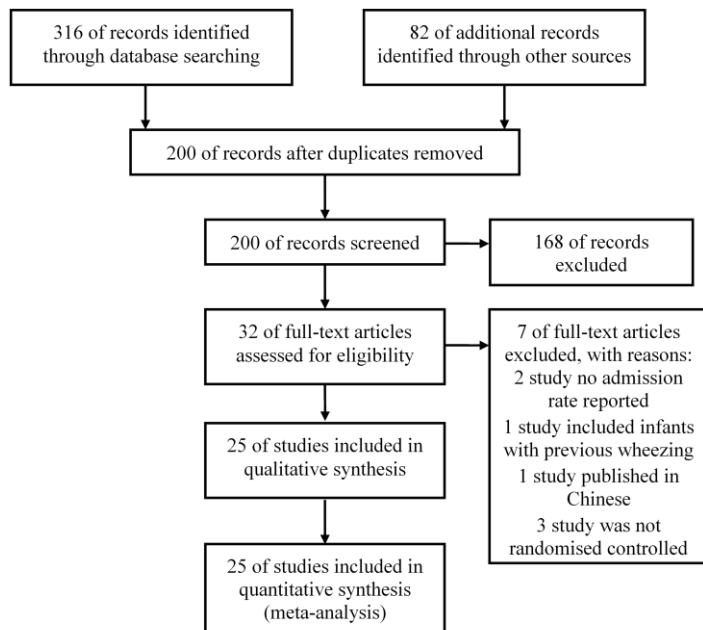 316 of records identified
through database searching
82 of additional records
identified through other sources
200 of records after duplicates removed
200 of records screened
168 of records
excluded
32 of full-text articles
assessed for eligibility
7 of full-text articles
excluded, with reasons:
2 study no admission
rate reported
1 study included infants
with previous wheezing
1 study published in
Chinese
3 study was not
randomised controlled
25 of studies included in
qualitative synthesis
25 of studies included in
quantitative synthesis
(meta-analysis)